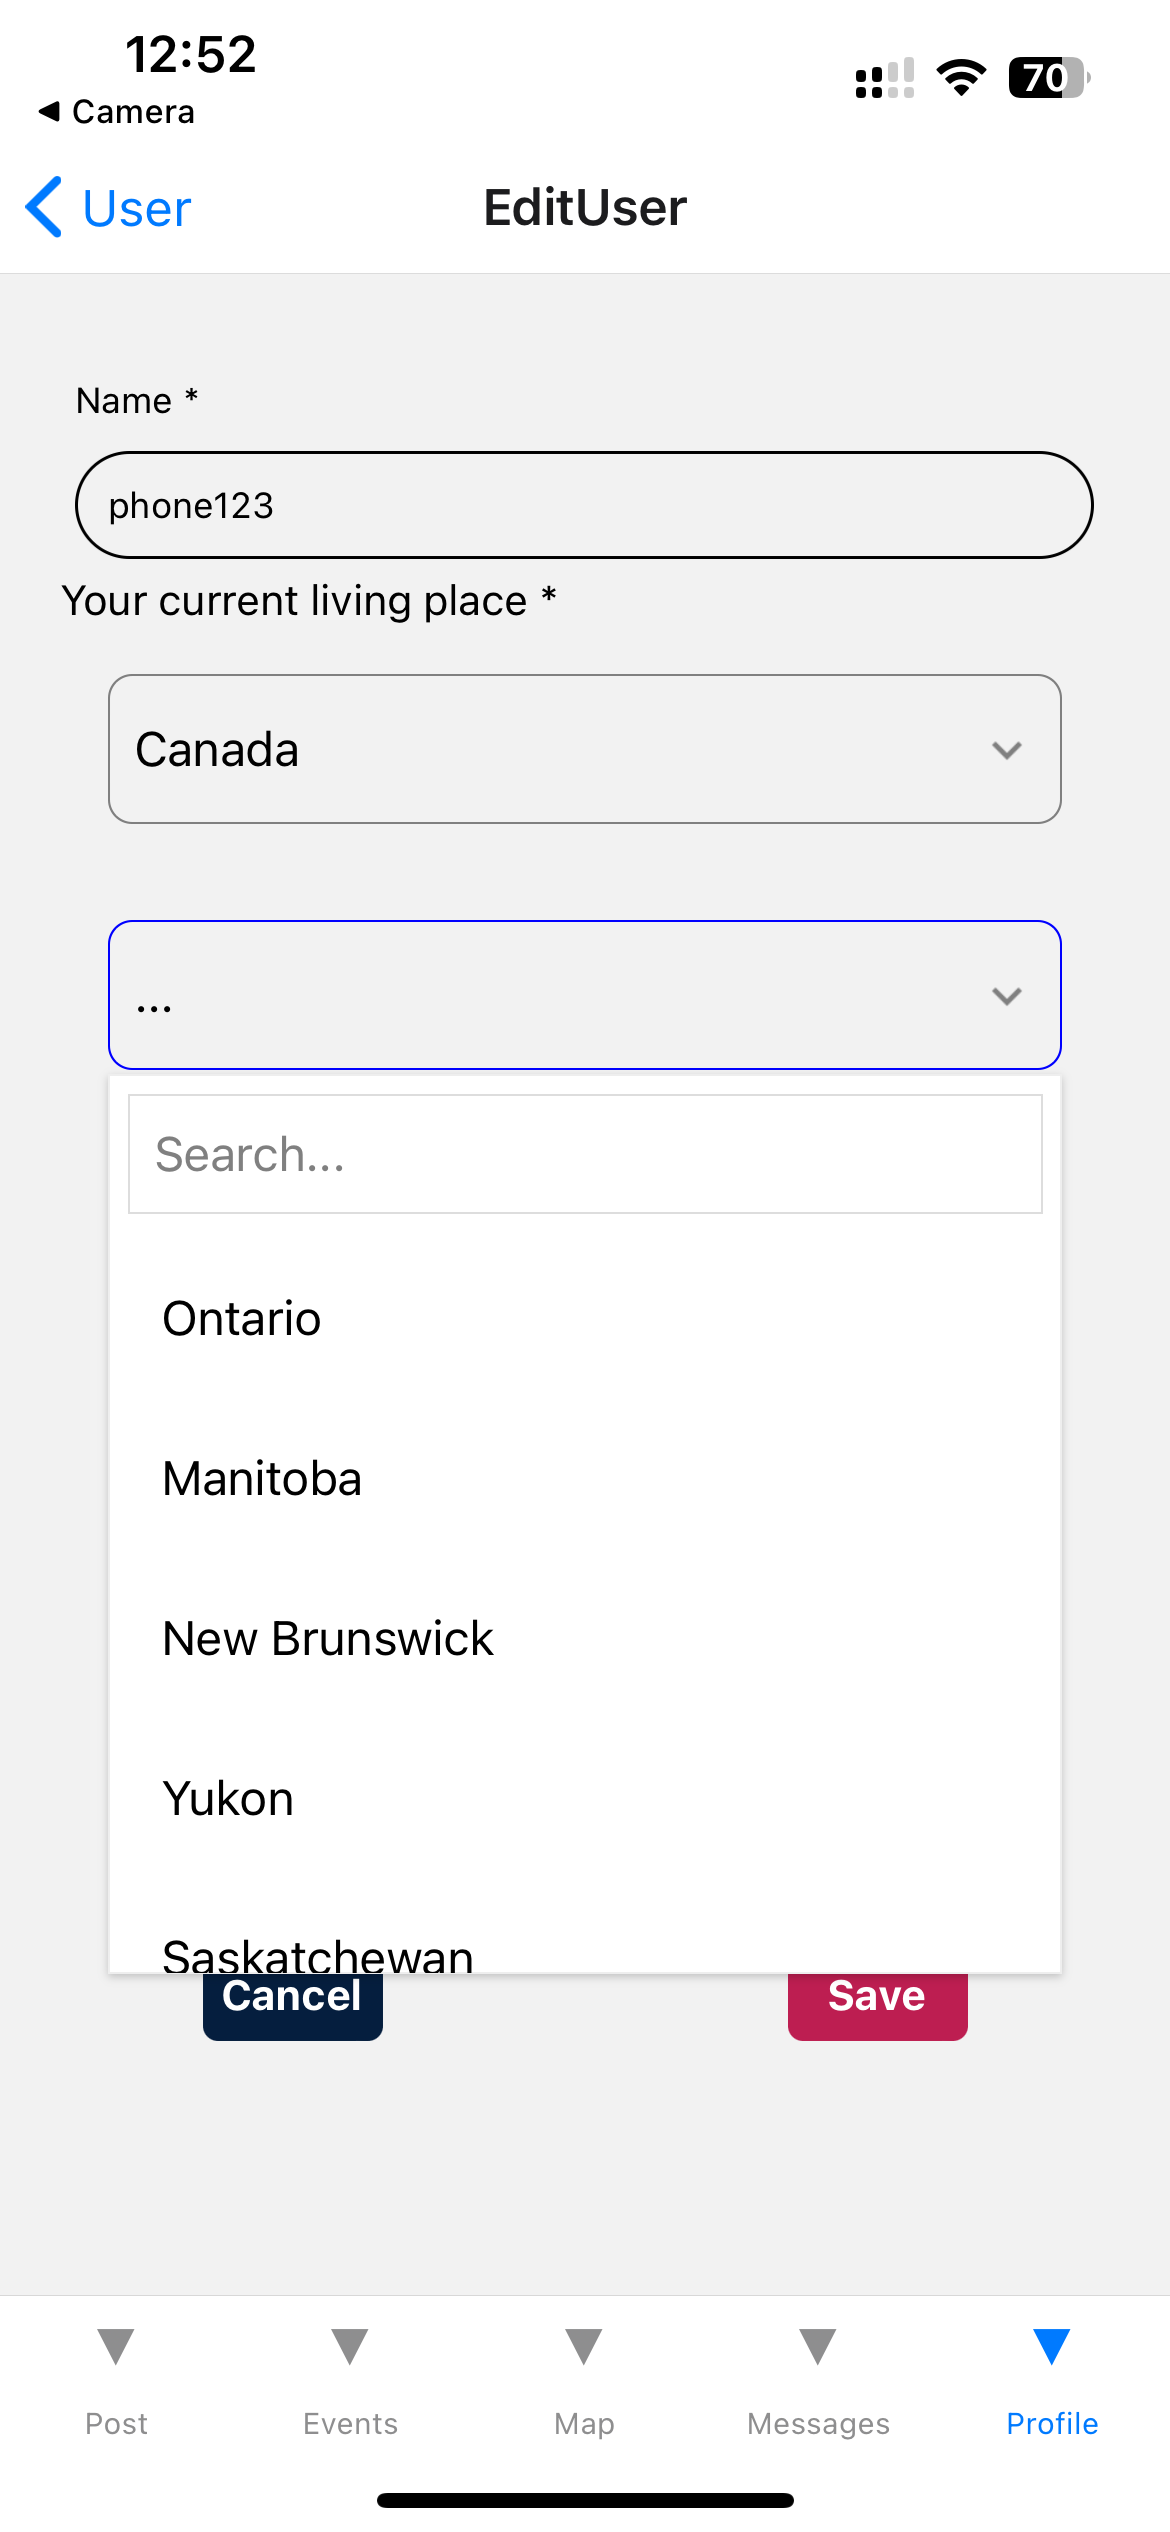 12:52
70
◀ Camera
User
EditUser
Name *
phone123
Your current living place *
Canada
...
Search...
Ontario
Manitoba
New Brunswick
Yukon
Saskatchewan
Cancel
Save
Post
Events
Map
Messages
Profile